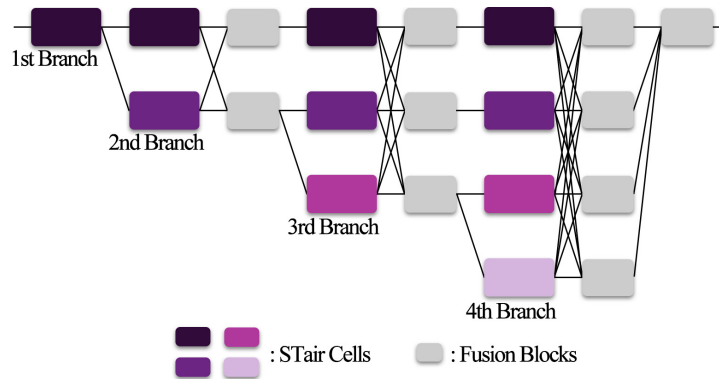 1st Branch
2nd Branch
3rd Branch
4th Branch
: STair Cells
: Fusion Blocks